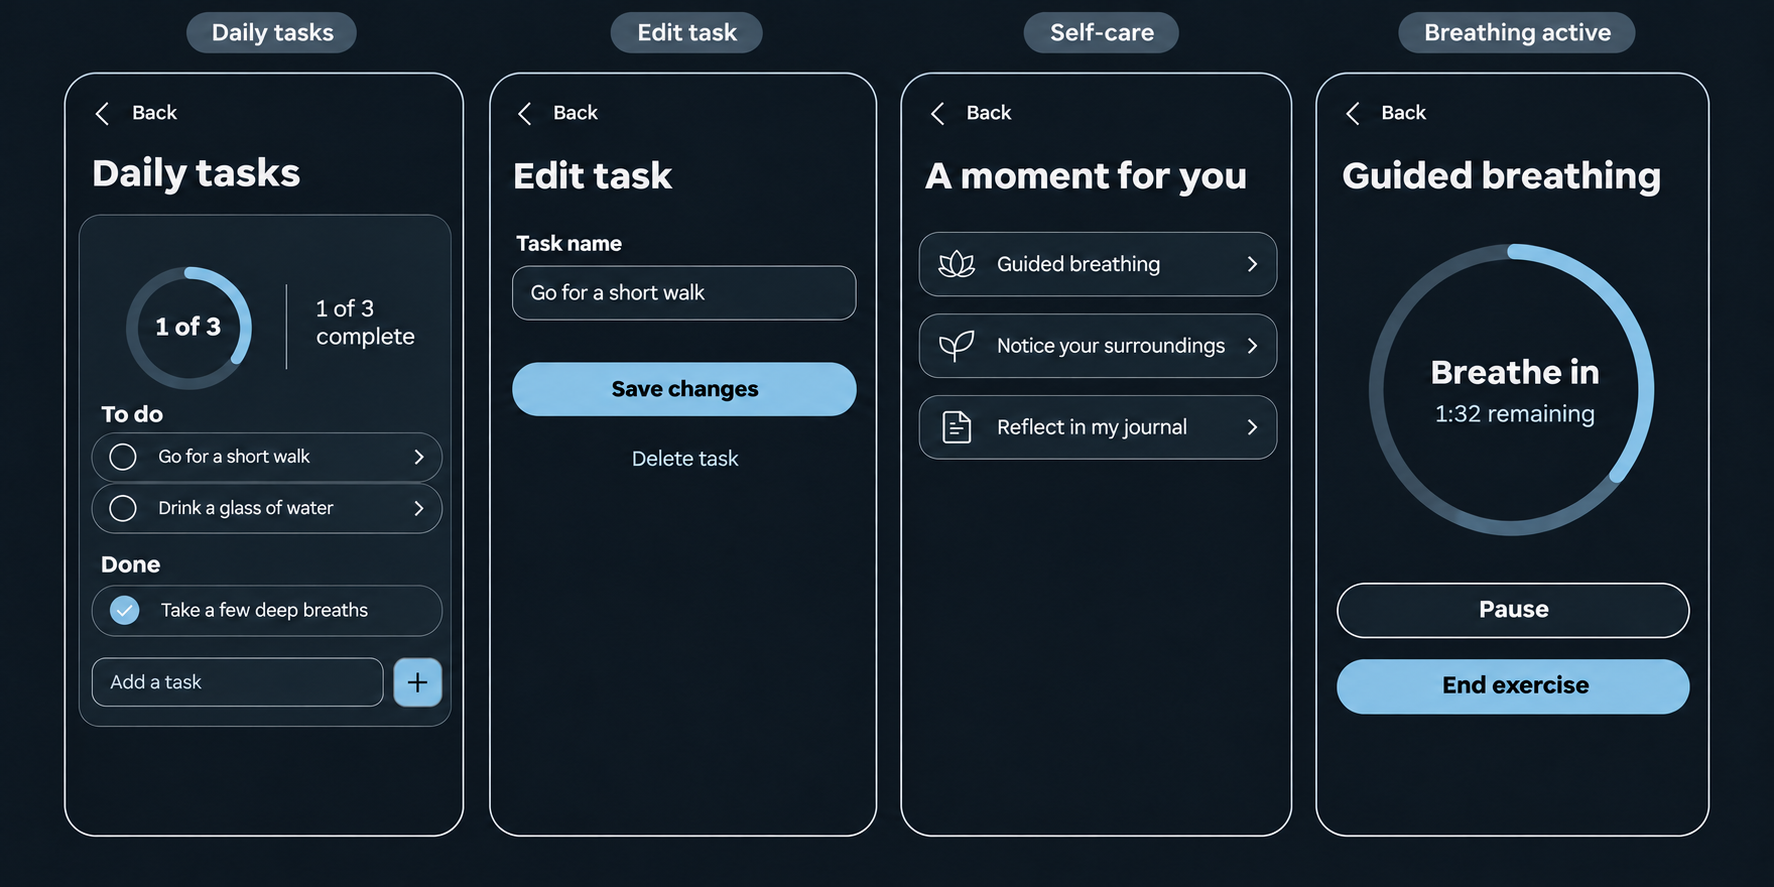 Daily tasks
Back
Daily tasks
1 of 3
1 of 3
complete
To do
Go for a short walk
Drink a glass of water
Done
Take a few deep breaths
Add a task
Edit task
Back
Edit task
Task name
Go for a short walk
Save changes
Delete task
Self-care
Back
A moment for you
Guided breathing
Notice your surroundings
Reflect in my journal
Breathing active
Back
Guided breathing
Breathe in
1:32 remaining
Pause
End exercise